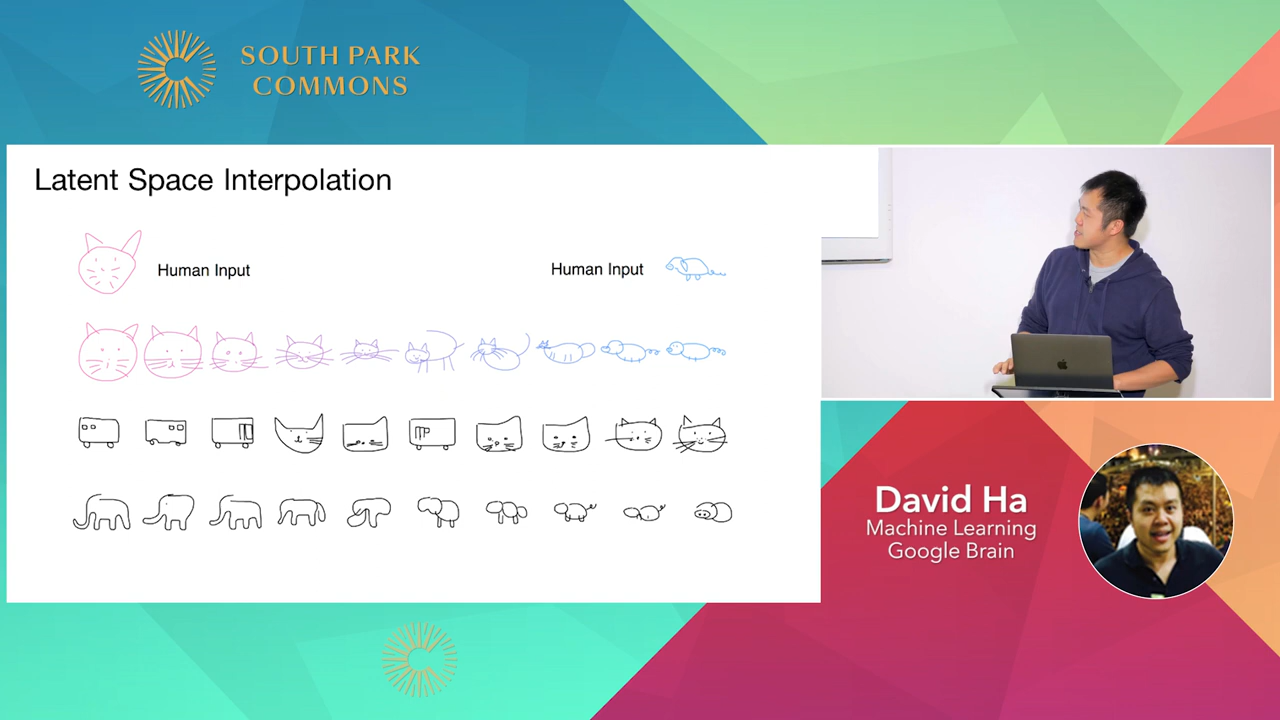 SOUTH PARK
COMMONS
Latent Space Interpolation
Human Input
Human Input
David Ha
Machine Learning
Google Brain